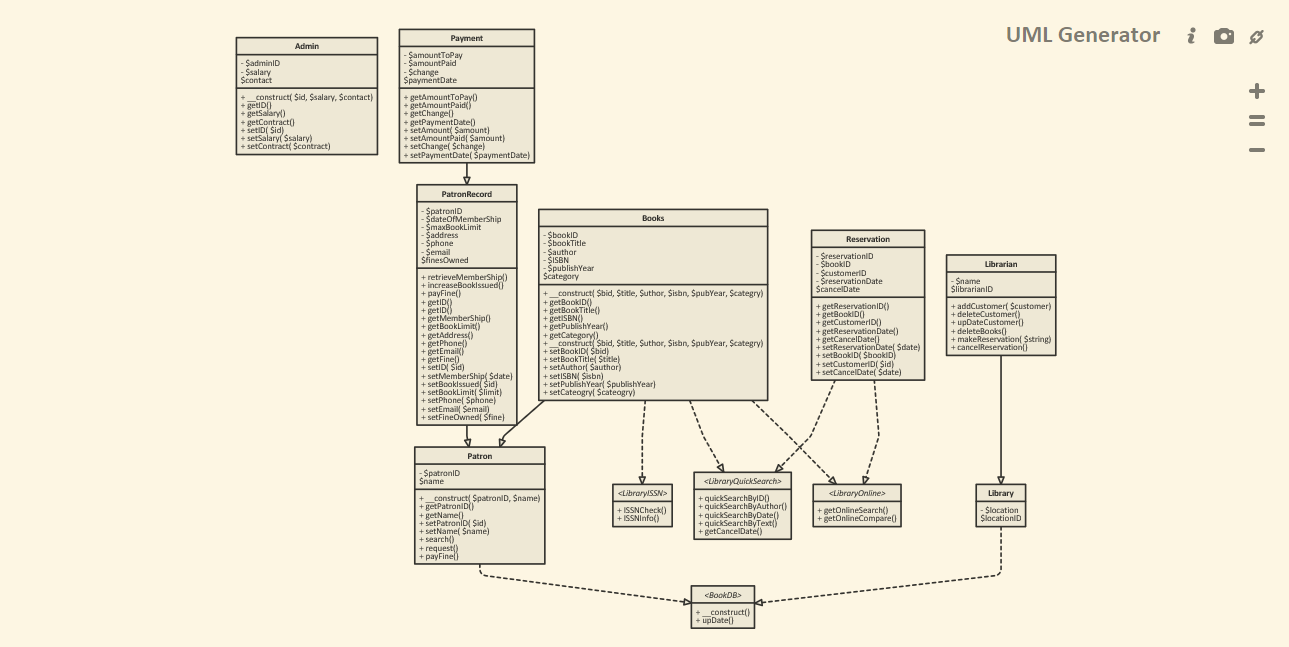 UML Generator
Admin
- $adminID
- $salary
$contact
+ __construct( $id, $salary, $contact)
+ getID()
+ getSalary()
+ getContract()
+ setID( $id)
+ setSalary( $salary)
+ setContract( $contract)
Payment
- $amountToPay
- $amountPaid
- $change
$paymentDate
+ getAmountToPay()
+ getAmountPaid()
+ getChange()
+ getPaymentDate()
+ setAmount( $amount)
+ setAmountPaid( $amount)
+ setChange( $change)
+ setPaymentDate( $paymentDate)
PatronRecord
- $patronID
- $dateOfMemberShip
- $maxBookLimit
- $address
- $phone
- $email
$finesOwned
+ retrieveMemberShip()
+ increaseBookIssued()
+ payFine()
+ getID()
+ getID()
+ getMemberShip()
+ getBookLimit()
+ getAddress()
+ getPhone()
+ getEmail()
+ getFine()
+ setID( $id)
+ setMemberShip( $date)
+ setBookIssued( $id)
+ setBookLimit( $limit)
+ setPhone( $phone)
+ setEmail( $email)
+ setFineOwned( $fine)
Books
- $bookID
- $bookTitle
- $author
- $ISBN
- $publishYear
$category
+ __construct( $bid, $title, $uthor, $isbn, $pubYear, $categry)
+ getBookID()
+ getBookTitle()
+ getISBN()
+ getPublishYear()
+ getCategory()
+ __construct( $bid, $title, $uthor, $isbn, $pubYear, $categry)
+ setBookID( $bid)
+ setBookTitle( $title)
+ setAuthor( $author)
+ setISBN( $isbn)
+ setPublishYear( $publishYear)
+ setCateogry( $cateogry)
Reservation
- $reservationID
- $bookID
- $customerID
- $reservationDate
$cancelDate
+ getReservationID()
+ getBookID()
+ getCustomerID()
+ getReservationDate()
+ getCancelDate()
+ setReservationDate( $date)
+ setBookID( $bookID)
+ setCustomerID( $id)
+ setCancelDate( $date)
Librarian
- $name
$librarianID
+ addCustomer( $customer)
+ deleteCustomer()
+ upDateCustomer()
+ deleteBooks()
+ makeReservation( $string)
+ cancelReservation()
Patron
- $patronID
$name
+ __construct( $patronID, $name)
+ getPatronID()
+ getName()
+ setPatronID( $id)
+ setName( $name)
+ search()
+ request()
+ payFine()
<LibraryISSN>
+ ISSNCheck()
+ ISSNInfo()
<LibraryQuickSearch>
+ quickSearchByID()
+ quickSearchByAuthor()
+ quickSearchByDate()
+ quickSearchByText()
+ getCancelDate()
<LibraryOnline>
+ getOnlineSearch()
+ getOnlineCompare()
Library
- $location
$locationID
<BookDB>
+ __construct()
+ upDate()